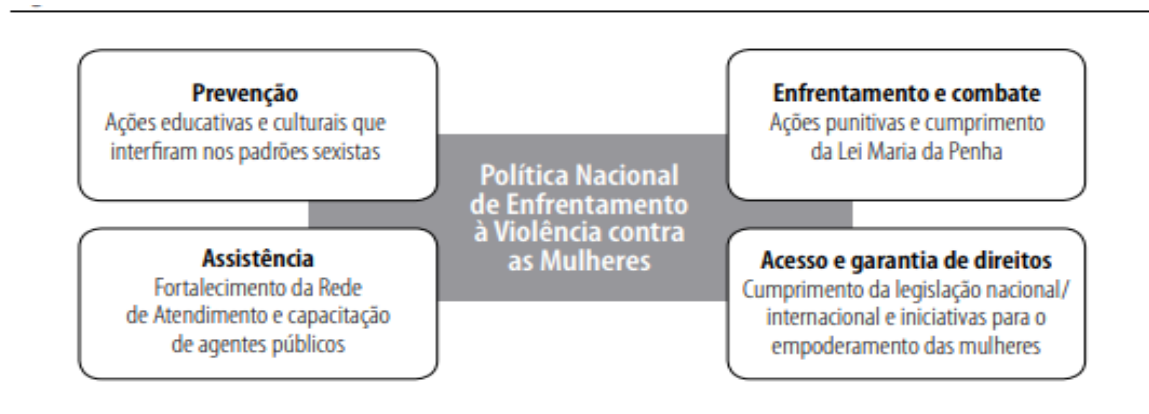 Prevenção
Ações educativas e culturais que
interfiram nos padrões sexistas
Enfrentamento e combate
Ações punitivas e cumprimento
da Lei Maria da Penha
Política Nacional
de Enfrentamento
à Violência contra
as Mulheres
Assistência
Fortalecimento da Rede
de Atendimento e capacitação
de agentes públicos
Acesso e garantia de direitos
Cumprimento da legislação nacional/
internacional e iniciativas para o
empoderamento das mulheres